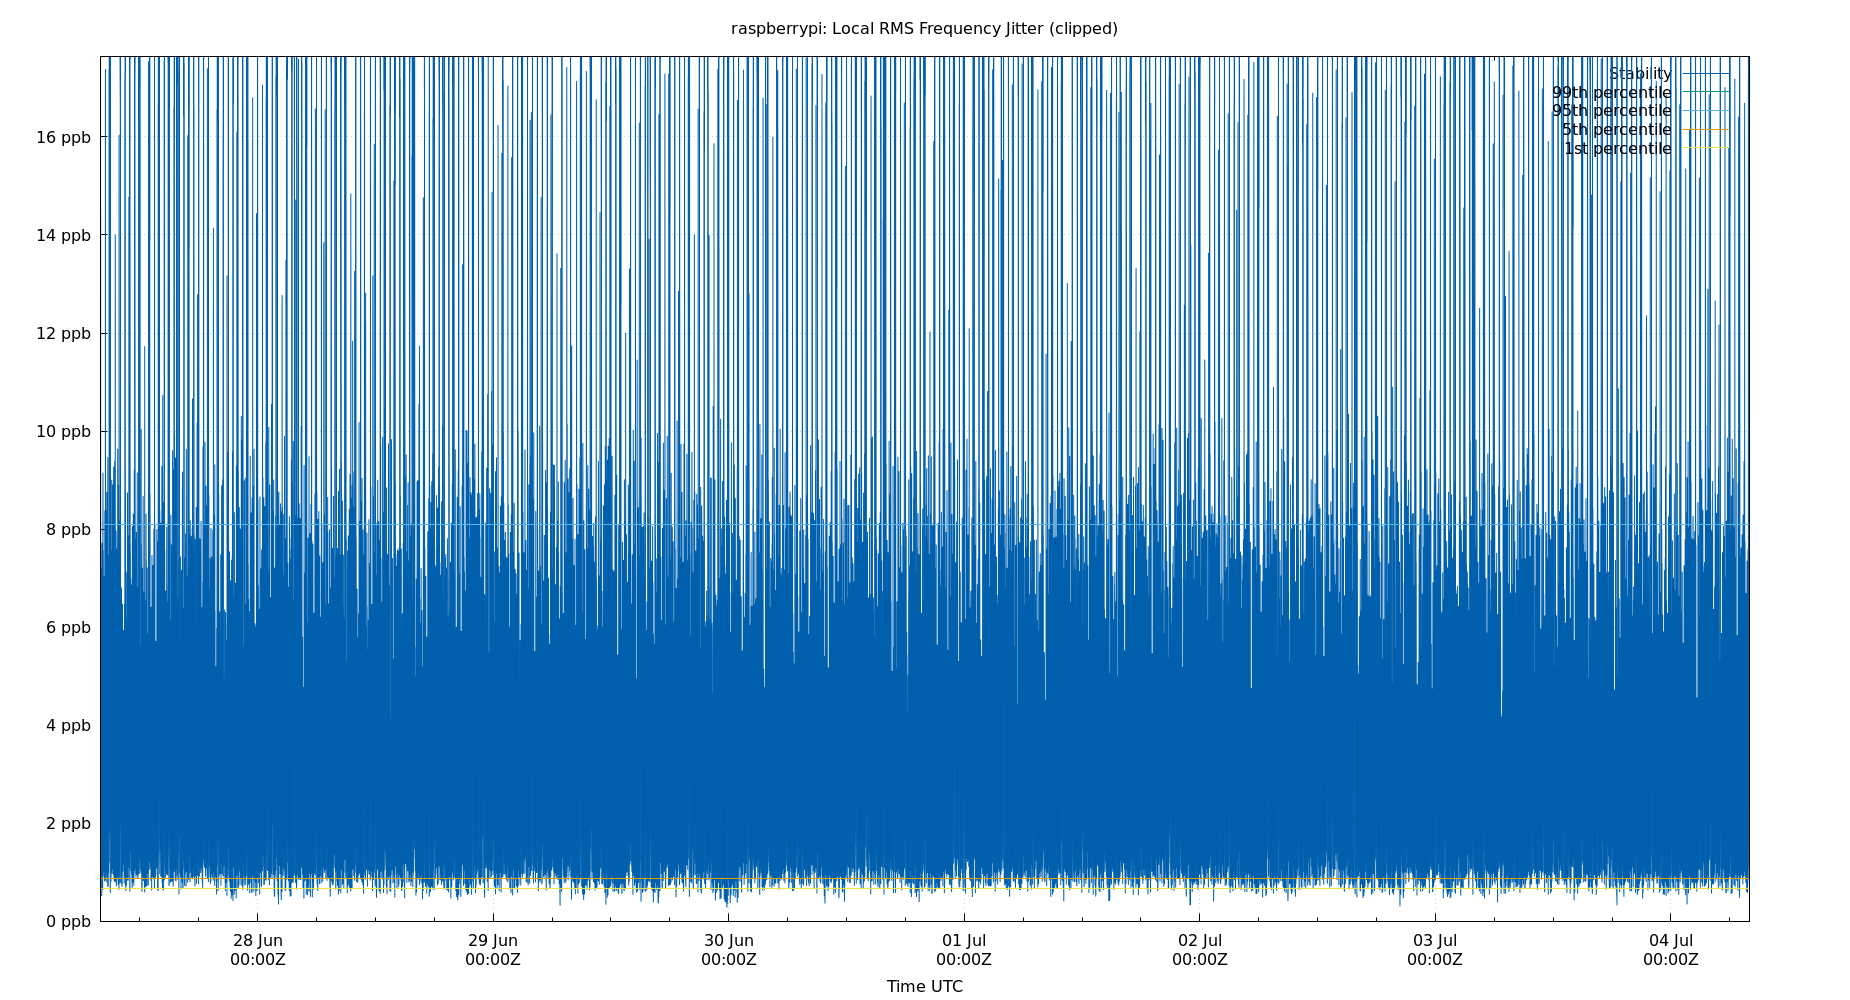 raspberrypi: Local RMS Frequency Jitter (clipped)
Stability
99th percentile
95th percentile
5th percentile
1st percentile
16 ppb
14 ppb
12 ppb
10 ppb
8 ppb
6 ppb
4 ppb
2 ppb
0 ppb
28 Jun 29 Jun 30 Jun 01 Jul 02 Jul 03 Jul 04 Jul
00:00Z 00:00Z 00:00Z 00:00Z 00:00Z 00:00Z 00:00Z
Time UTC